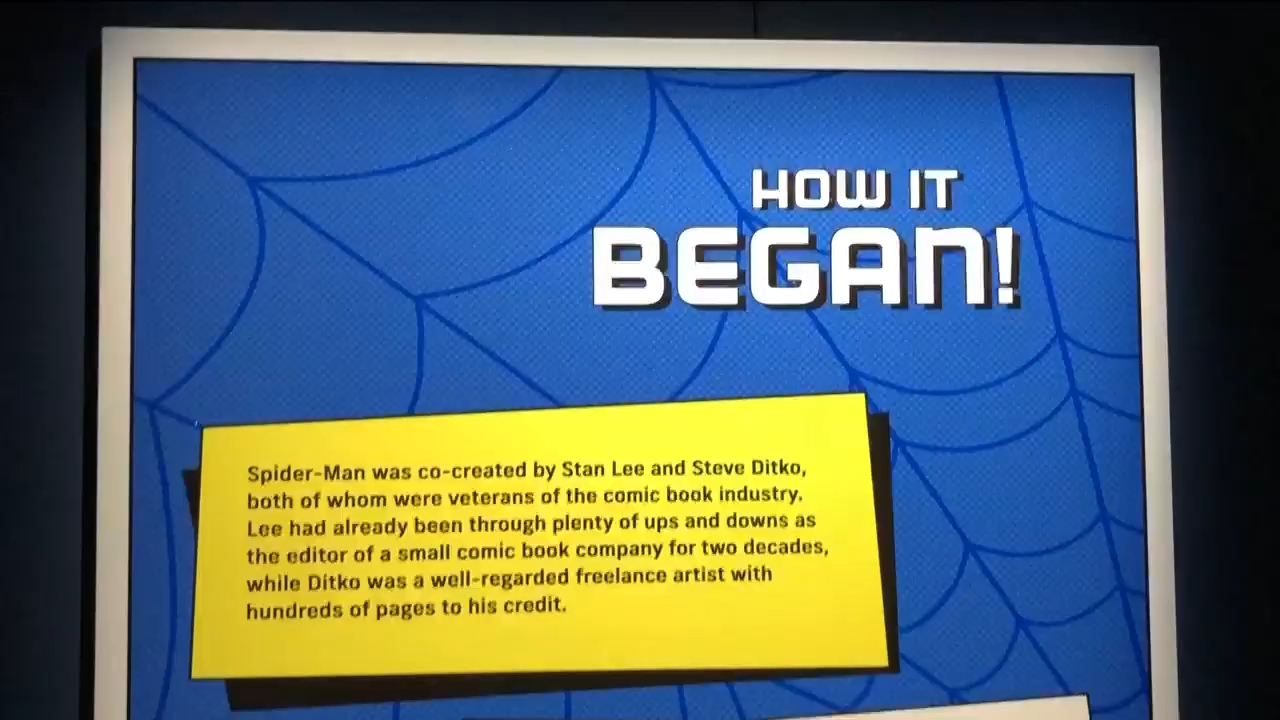 HOW IT
BEGAN!
Spider-Man was co-created by Stan Lee and Steve Ditko,
both of whom were veterans of the comic book industry.
Lee had already been through plenty of ups and downs as
the editor of a small comic book company for two decades,
while Ditko was a well-regarded freelance artist with
hundreds of pages to his credit.